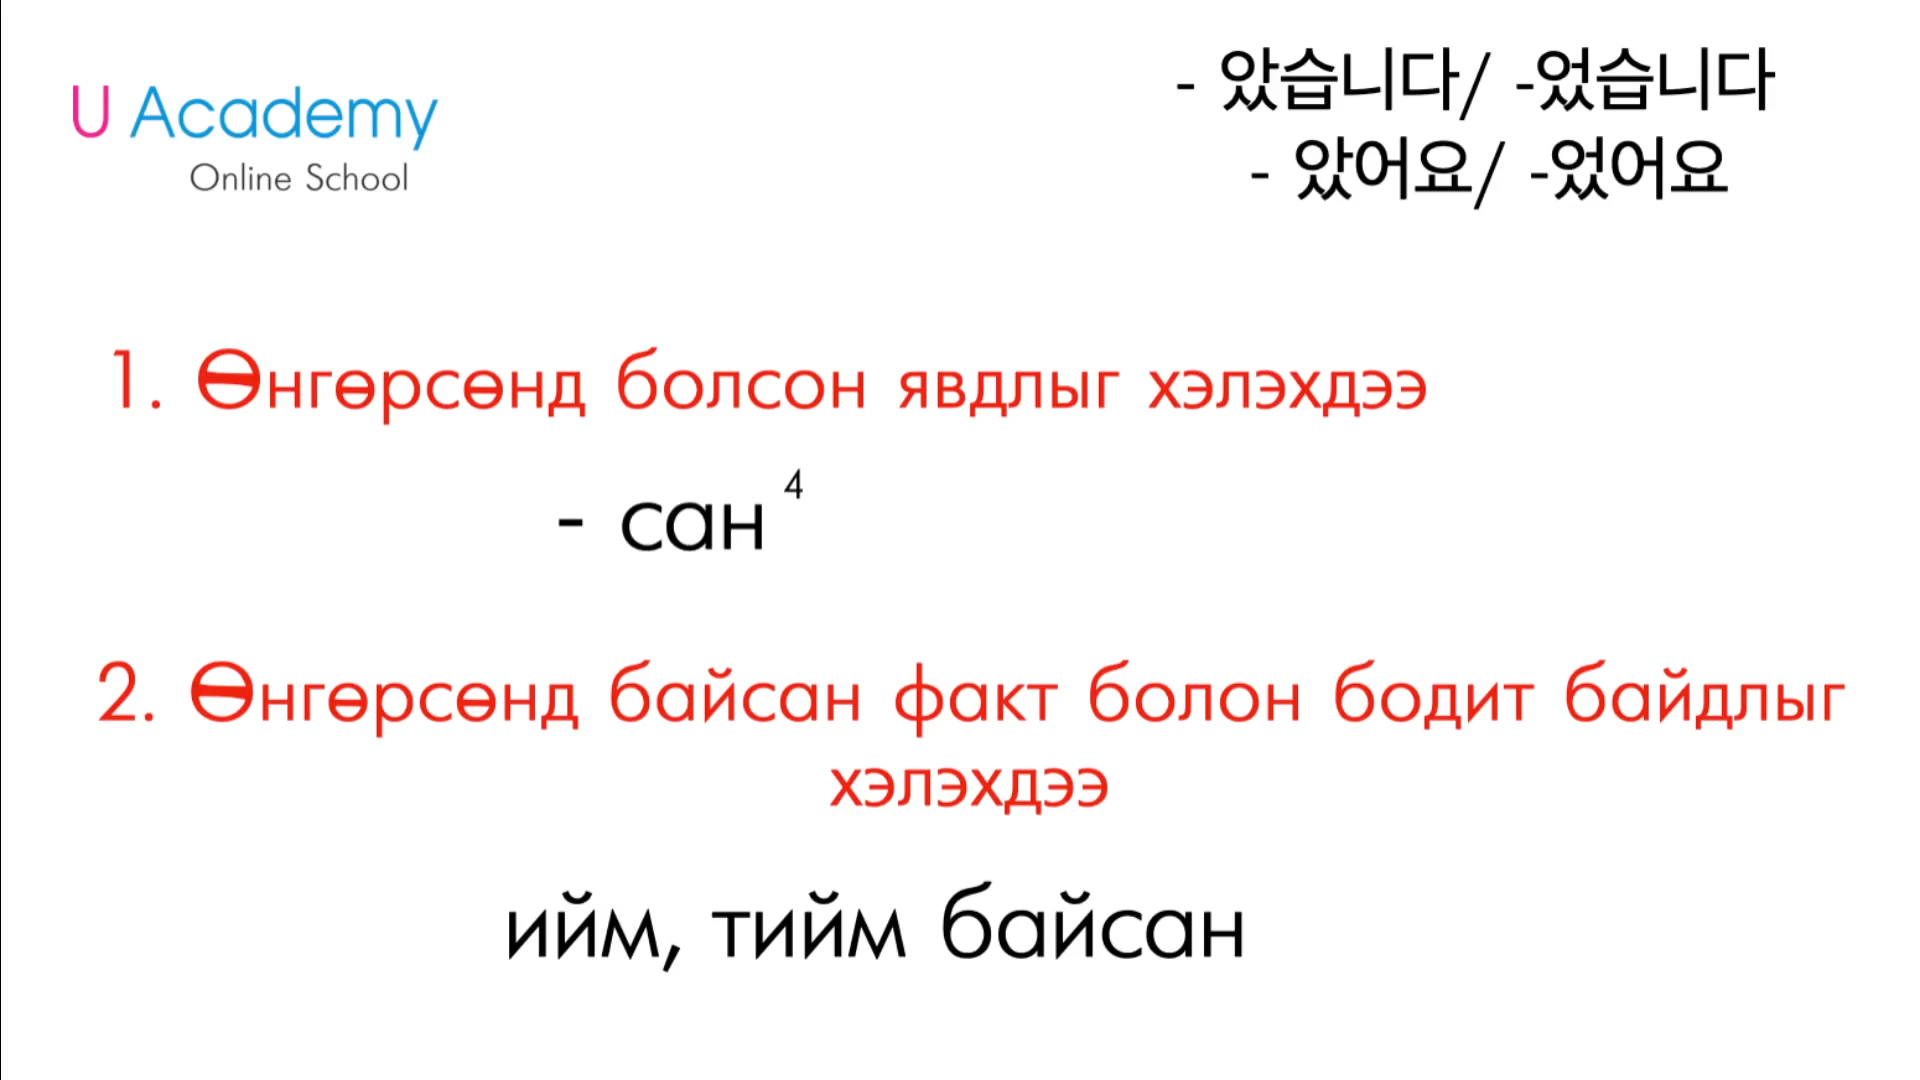 U Academy
Online School
- 았습니다/ -었습니다
- 았어요/ -었어요
1. Өнгөрсөнд болсон явдлыг хэлэхдээ
- сан ⁴
2. Өнгөрсөнд байсан факт болон бодит байдлыг
хэлэхдээ
ийм, тийм байсан